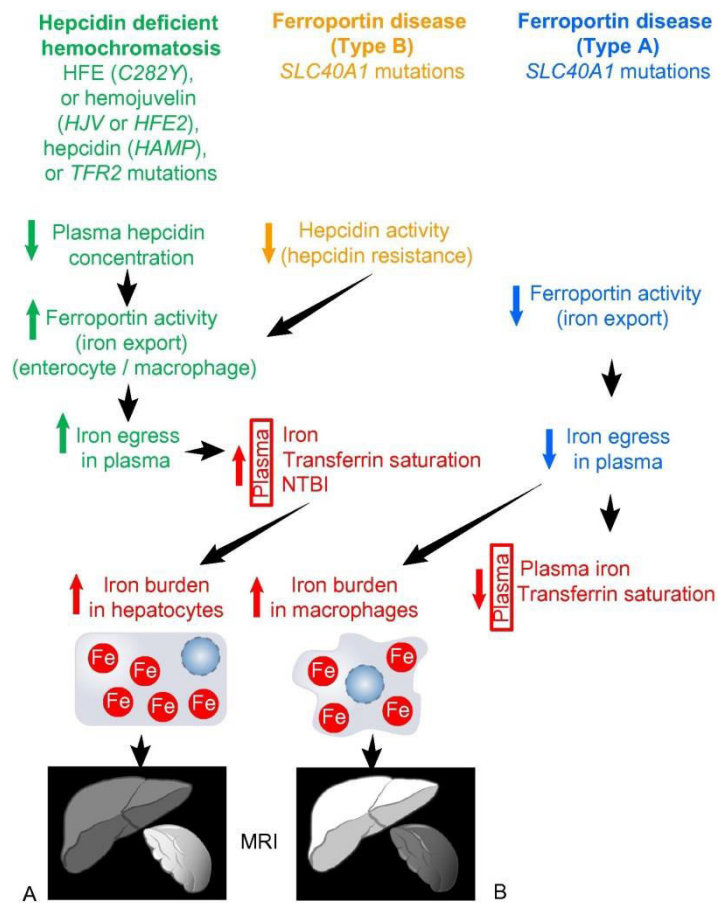 Hepcidin deficient
hemochromatosis
HFE (C282Y),
or hemojuvelin
(HJV or HFE2),
hepcidin (HAMP),
or TFR2 mutations
Ferroportin disease
(Type B)
SLC40A1 mutations
Ferroportin disease
(Type A)
SLC40A1 mutations
Plasma hepcidin
concentration
Hepcidin activity
(hepcidin resistance)
Ferroportin activity
(iron export)
(enterocyte / macrophage)
Ferroportin activity
(iron export)
Iron egress
in plasma
Plasma
Iron
Transferrin saturation
NTBI
Iron egress
in plasma
Iron burden
in hepatocytes
Iron burden
in macrophages
Plasma
Plasma iron
Transferrin saturation
Fe
Fe
Fe
Fe
Fe
Fe
Fe
Fe
Fe
MRI
A
B